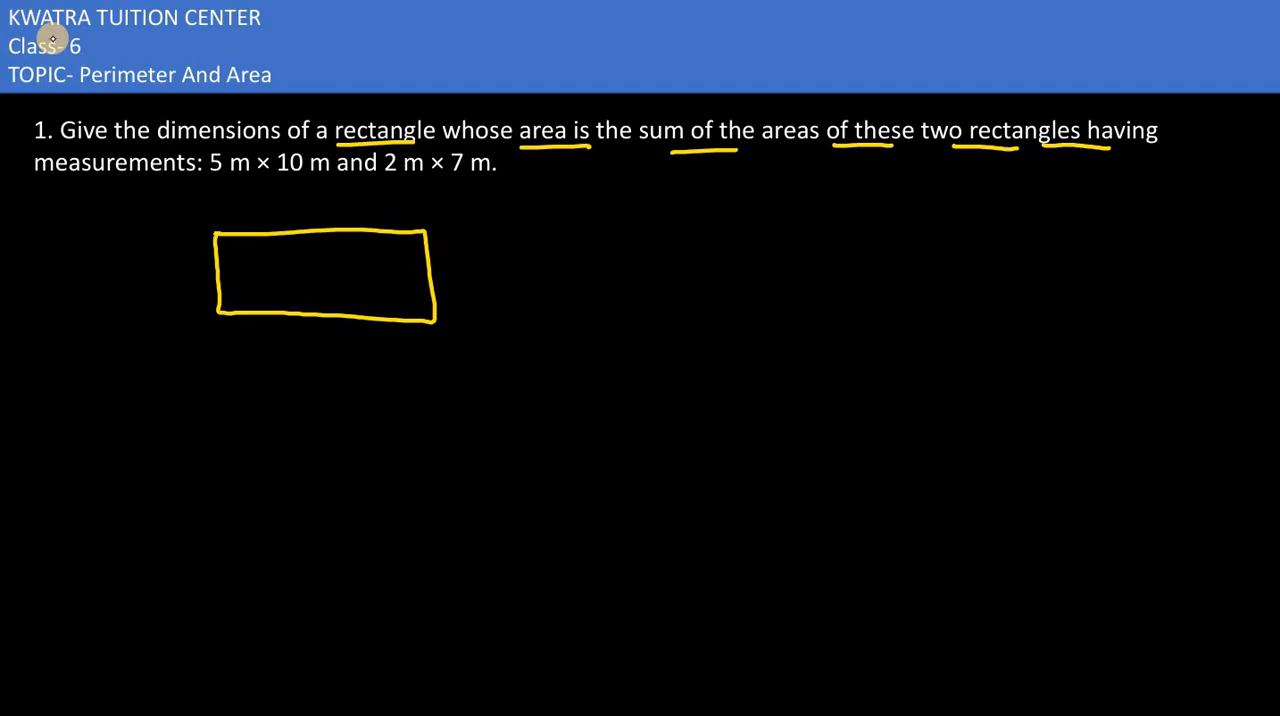 KWATRA TUITION CENTER
Class- 6
TOPIC- Perimeter And Area
1. Give the dimensions of a rectangle whose area is the sum of the areas of these two rectangles having
measurements: 5 m × 10 m and 2 m × 7 m.